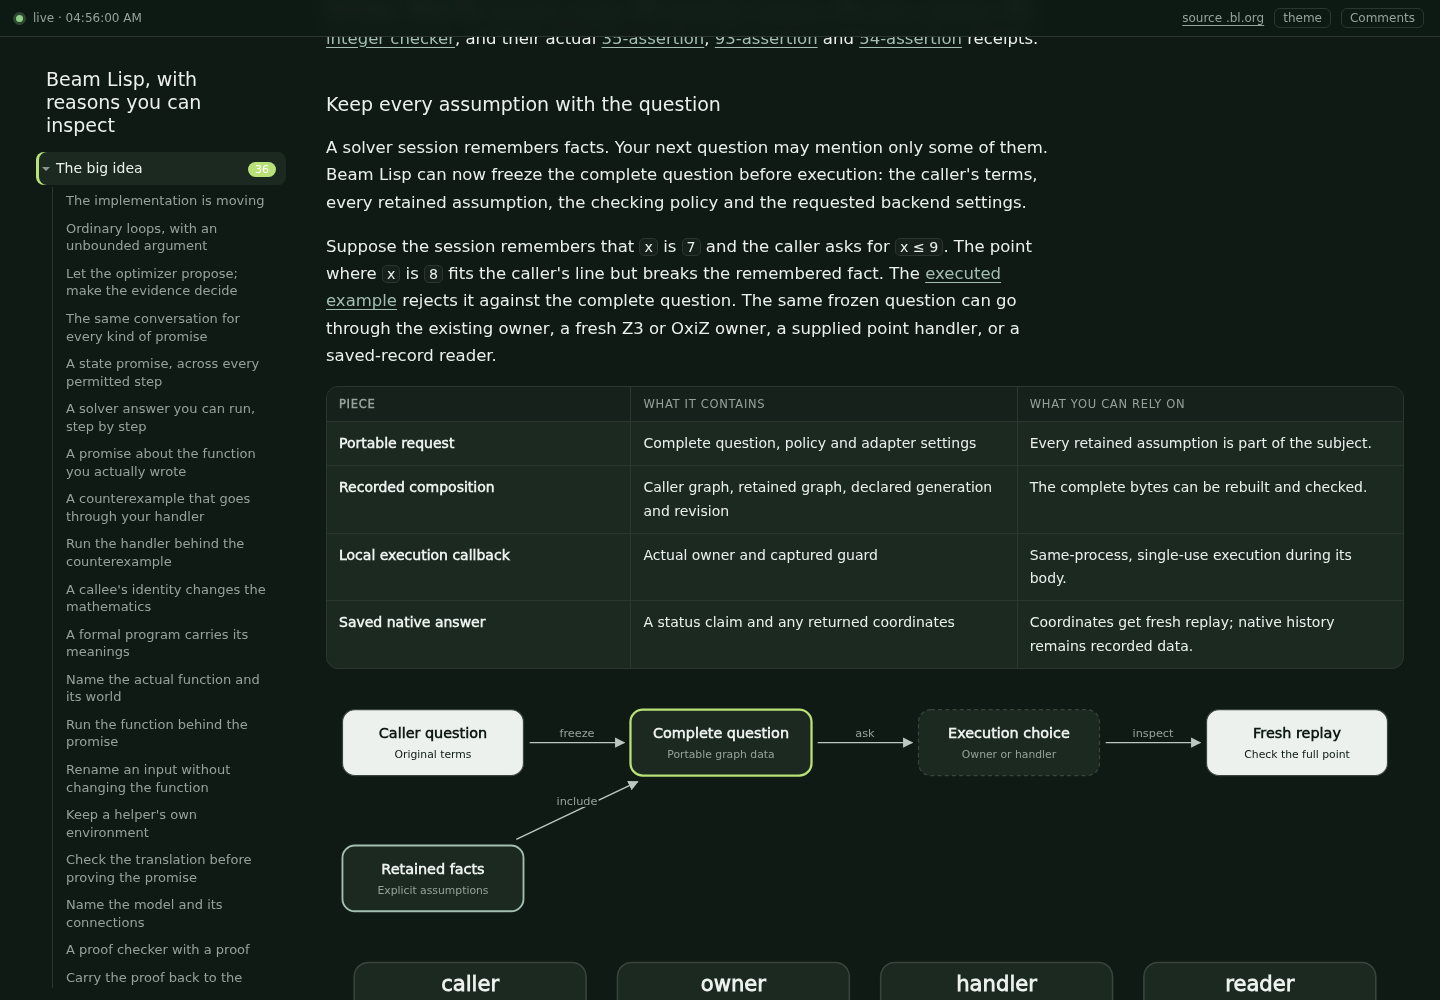 live · 04:56:00 AM
source .bl.org
theme
Comments
Beam Lisp, with
reasons you can
inspect
The big idea
36
The implementation is moving
Ordinary loops, with an
unbounded argument
Let the optimizer propose;
make the evidence decide
The same conversation for
every kind of promise
A state promise, across every
permitted step
A solver answer you can run,
step by step
A promise about the function
you actually wrote
A counterexample that goes
through your handler
Run the handler behind the
counterexample
A callee's identity changes the
mathematics
A formal program carries its
meanings
Name the actual function and
its world
Run the function behind the
promise
Rename an input without
changing the function
Keep a helper's own
environment
Check the translation before
proving the promise
Name the model and its
connections
A proof checker with a proof
Carry the proof back to the
integer checker, and their actual 35-assertion, 93-assertion and 54-assertion receipts.
Keep every assumption with the question
A solver session remembers facts. Your next question may mention only some of them.
Beam Lisp can now freeze the complete question before execution: the caller's terms,
every retained assumption, the checking policy and the requested backend settings.
Suppose the session remembers that x is 7 and the caller asks for x ≤ 9. The point
where x is 8 fits the caller's line but breaks the remembered fact. The executed
example rejects it against the complete question. The same frozen question can go
through the existing owner, a fresh Z3 or OxiZ owner, a supplied point handler, or a
saved-record reader.
PIECE
WHAT IT CONTAINS
WHAT YOU CAN RELY ON
Portable request
Complete question, policy and adapter settings
Every retained assumption is part of the subject.
Recorded composition
Caller graph, retained graph, declared generation
and revision
The complete bytes can be rebuilt and checked.
Local execution callback
Actual owner and captured guard
Same-process, single-use execution during its
body.
Saved native answer
A status claim and any returned coordinates
Coordinates get fresh replay; native history
remains recorded data.
Caller question
Original terms
freeze
Complete question
Portable graph data
ask
Execution choice
Owner or handler
inspect
Fresh replay
Check the full point
include
Retained facts
Explicit assumptions
caller
owner
handler
reader